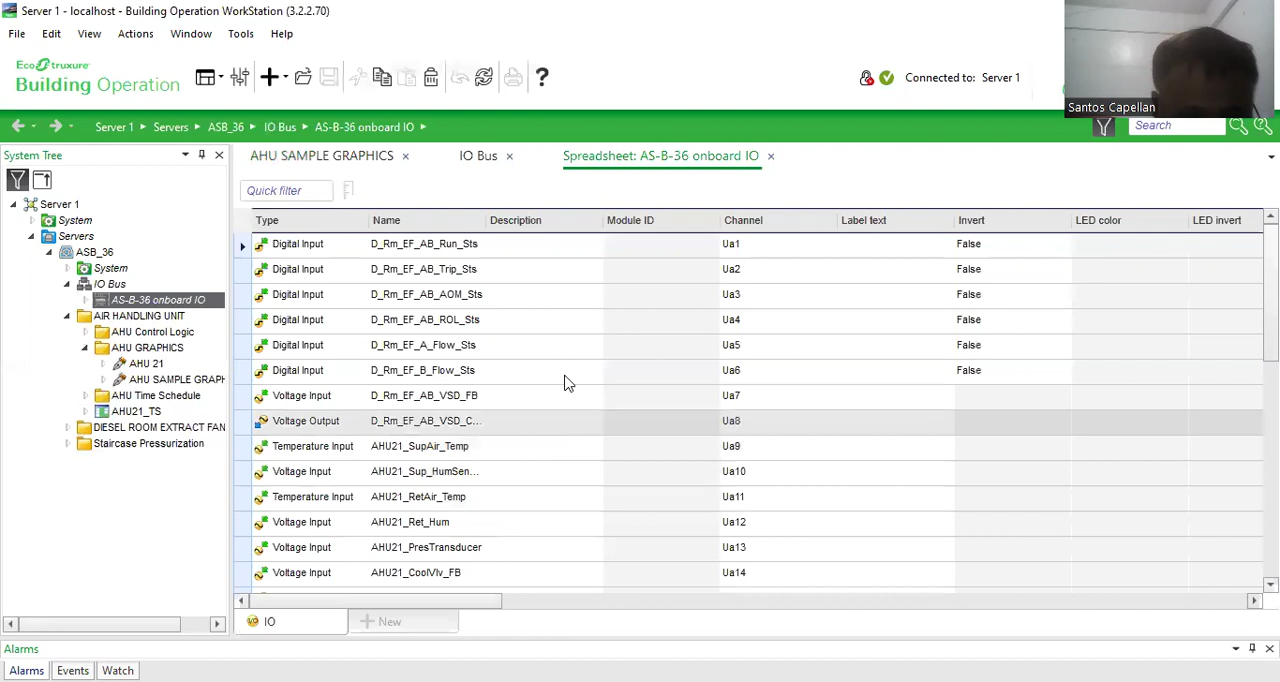 Server 1 - localhost - Building Operation WorkStation (3.2.2.70)
File Edit View Actions Window Help
EcoStruxure
Building Operation
Connected to: Server 1
Santos Capellan
Server 1 Servers ASB_36 IO Bus AS-B-36 onboard IO
Search
System Tree
AHU SAMPLE GRAPHICS IO Bus Spreadsheet: AS-B-36 onboard IO
Quick filter
Server 1
System
Servers
ASB_36
System
IO Bus
AS-B-36 onboard IO
AIR HANDLING UNIT
AHU Control Logic
AHU GRAPHICS
AHU 21
AHU SAMPLE GRAPH
AHU Time Schedule
AHU21_TS
DIESEL ROOM EXTRACT FAN
Staircase Pressurization
Type Name Description Module ID Channel Label text Invert LED color LED invert
Digital Input D_Rm_EF_AB_Run_Sts Ua1 False
Digital Input D_Rm_EF_AB_Trip_Sts Ua2 False
Digital Input D_Rm_EF_AB_AOM_Sts Ua3 False
Digital Input D_Rm_EF_AB_ROL_Sts Ua4 False
Digital Input D_Rm_EF_A_Flow_Sts Ua5 False
Digital Input D_Rm_EF_B_Flow_Sts Ua6 False
Voltage Input D_Rm_EF_AB_VSD_FB Ua7
Voltage Output D_Rm_EF_AB_VSD_C... Ua8
Temperature Input AHU21_SupAir_Temp Ua9
Voltage Input AHU21_Sup_HumSen... Ua10
Temperature Input AHU21_RetAir_Temp Ua11
Voltage Input AHU21_Ret_Hum Ua12
Voltage Input AHU21_PresTransducer Ua13
Voltage Input AHU21_CoolVlv_FB Ua14
IO New
Alarms
Alarms Events Watch